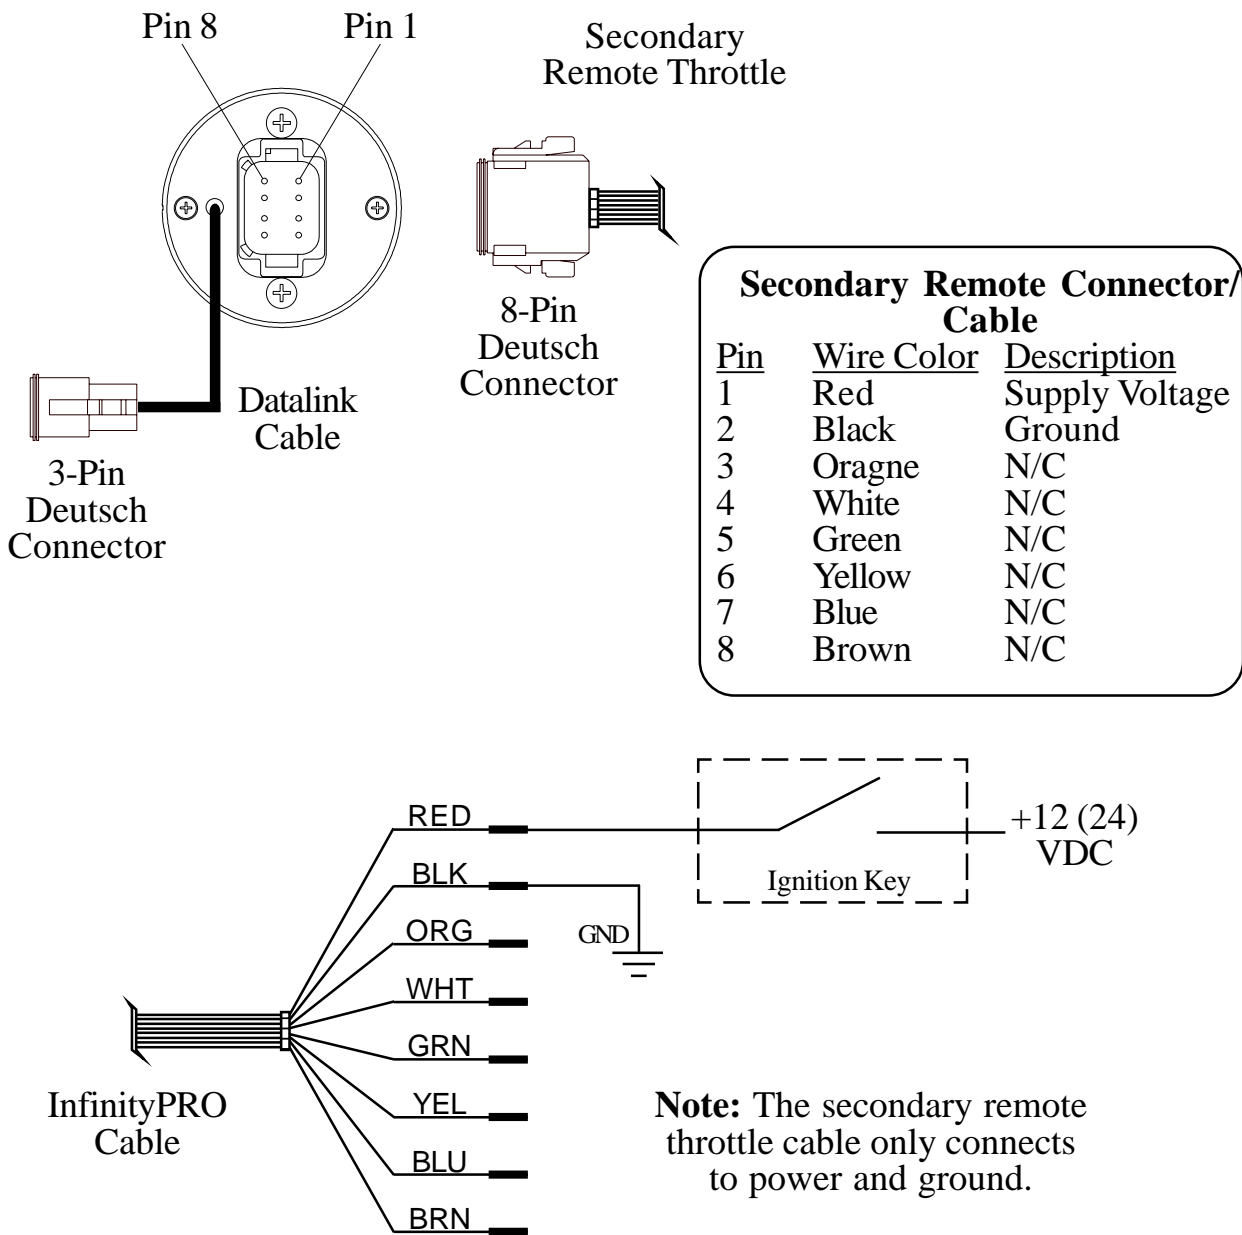 Pin 8
Pin 1
Secondary
Remote Throttle
8-Pin
Deutsch
Connector
Datalink
Cable
3-Pin
Deutsch
Connector
Secondary Remote Connector/
Cable
Pin Wire Color Description
1 Red Supply Voltage
2 Black Ground
3 Oragne N/C
4 White N/C
5 Green N/C
6 Yellow N/C
7 Blue N/C
8 Brown N/C
RED
BLK
ORG
WHT
GRN
YEL
BLU
BRN
GND
Ignition Key
+12 (24)
VDC
InfinityPRO
Cable
Note: The secondary remote
throttle cable only connects
to power and ground.